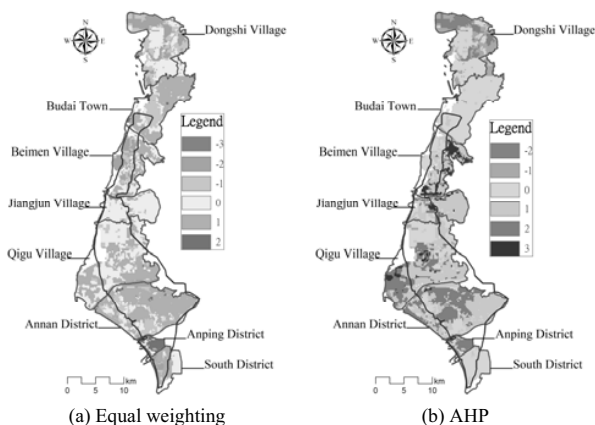 N
W E
S
Dongshi Village
Budai Town
Legend
-3
-2
-1
0
1
2
Beimen Village
Jiangjun Village
Qigu Village
Annan District
Anping District
South District
0 5 10
km
(a) Equal weighting
N
W E
S
Dongshi Village
Budai Town
Legend
-2
-1
0
1
2
3
Beimen Village
Jiangjun Village
Qigu Village
Annan District
Anping District
South District
0 5 10
km
(b) AHP